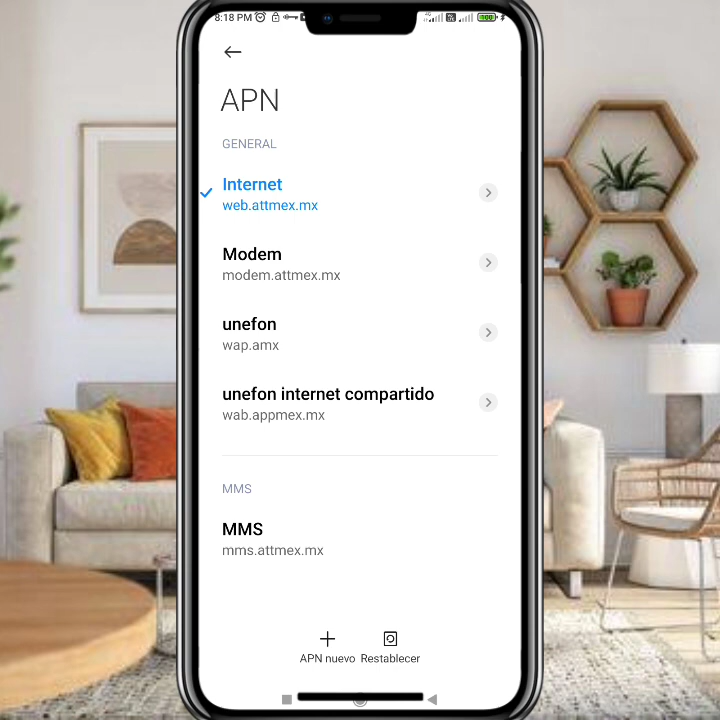 8:18 PM
APN
GENERAL
Internet
web.attmex.mx
Modem
modem.attmex.mx
unefon
wap.amx
unefon internet compartido
wab.appmex.mx
MMS
MMS
mms.attmex.mx
APN nuevo Restablecer